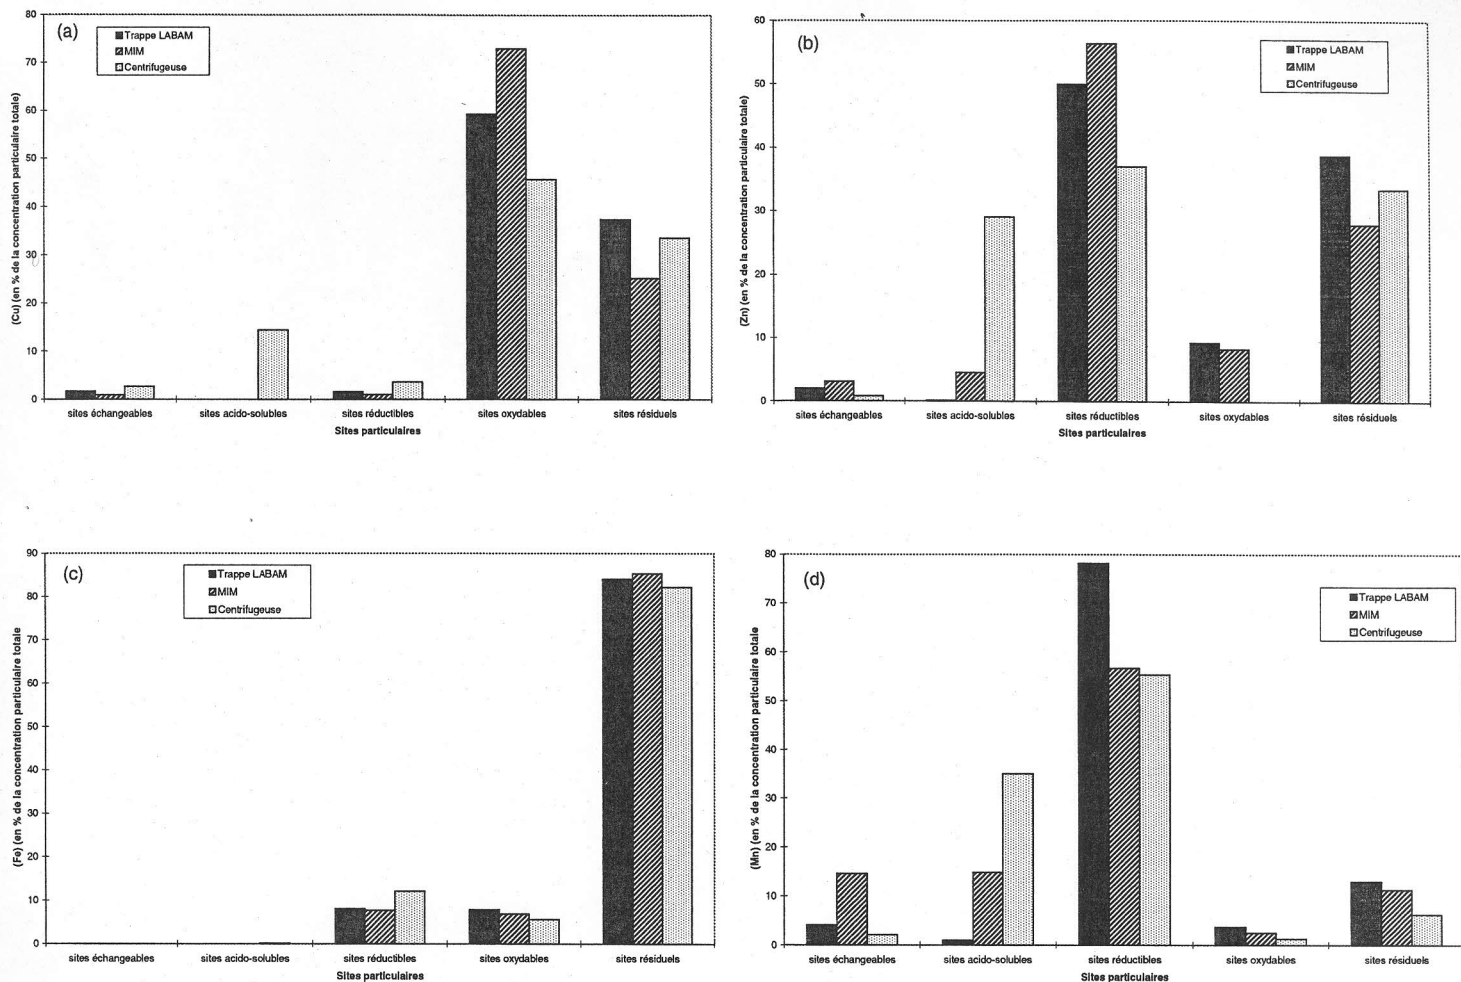 (a)
Trappe LABAM
MIM
Centrifugeuse
(Cu) (en % de la concentration particulaire totale)
80
70
60
50
40
30
20
10
0
sites échangeables
sites acido-solubles
sites réductibles
sites oxydables
sites résiduels
Sites particulaires
(b)
Trappe LABAM
MIM
Centrifugeuse
(Zn) (en % de la concentration particulaire totale)
60
50
40
30
20
10
0
sites échangeables
sites acido-solubles
sites réductibles
sites oxydables
sites résiduels
Sites particulaires
(c)
Trappe LABAM
MIM
Centrifugeuse
(Fe) (en % de la concentration particulaire totale)
90
80
70
60
50
40
30
20
10
0
sites échangeables
sites acido-solubles
sites réductibles
sites oxydables
sites résiduels
Sites particulaires
(d)
Trappe LABAM
MIM
Centrifugeuse
(Mn) (en % de la concentration particulaire totale
80
70
60
50
40
30
20
10
0
sites échangeables
sites acido-solubles
sites réductibles
sites oxydables
sites résiduels
Sites particulaires